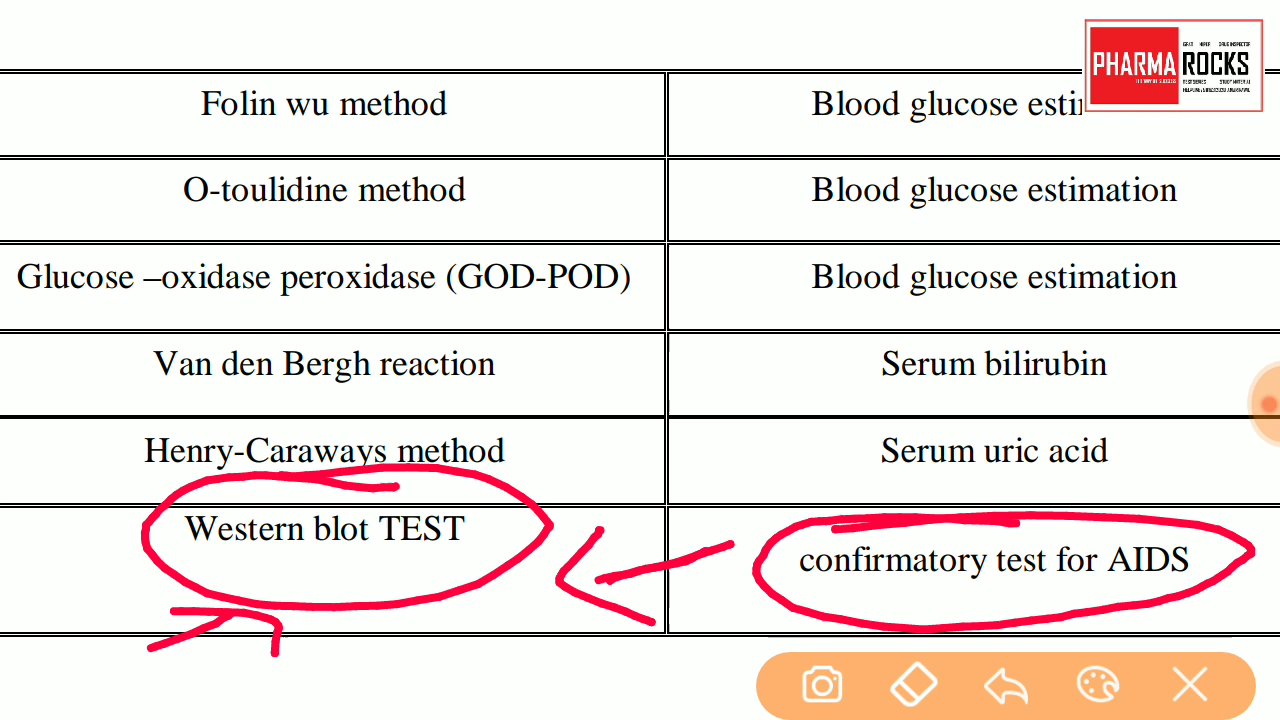 PHARMA ROCKS
Folin wu method
Blood glucose
O-toulidine method
Blood glucose estimation
Glucose –oxidase peroxidase (GOD-POD)
Blood glucose estimation
Van den Bergh reaction
Serum bilirubin
Henry-Caraways method
Serum uric acid
Western blot TEST
confirmatory test for AIDS